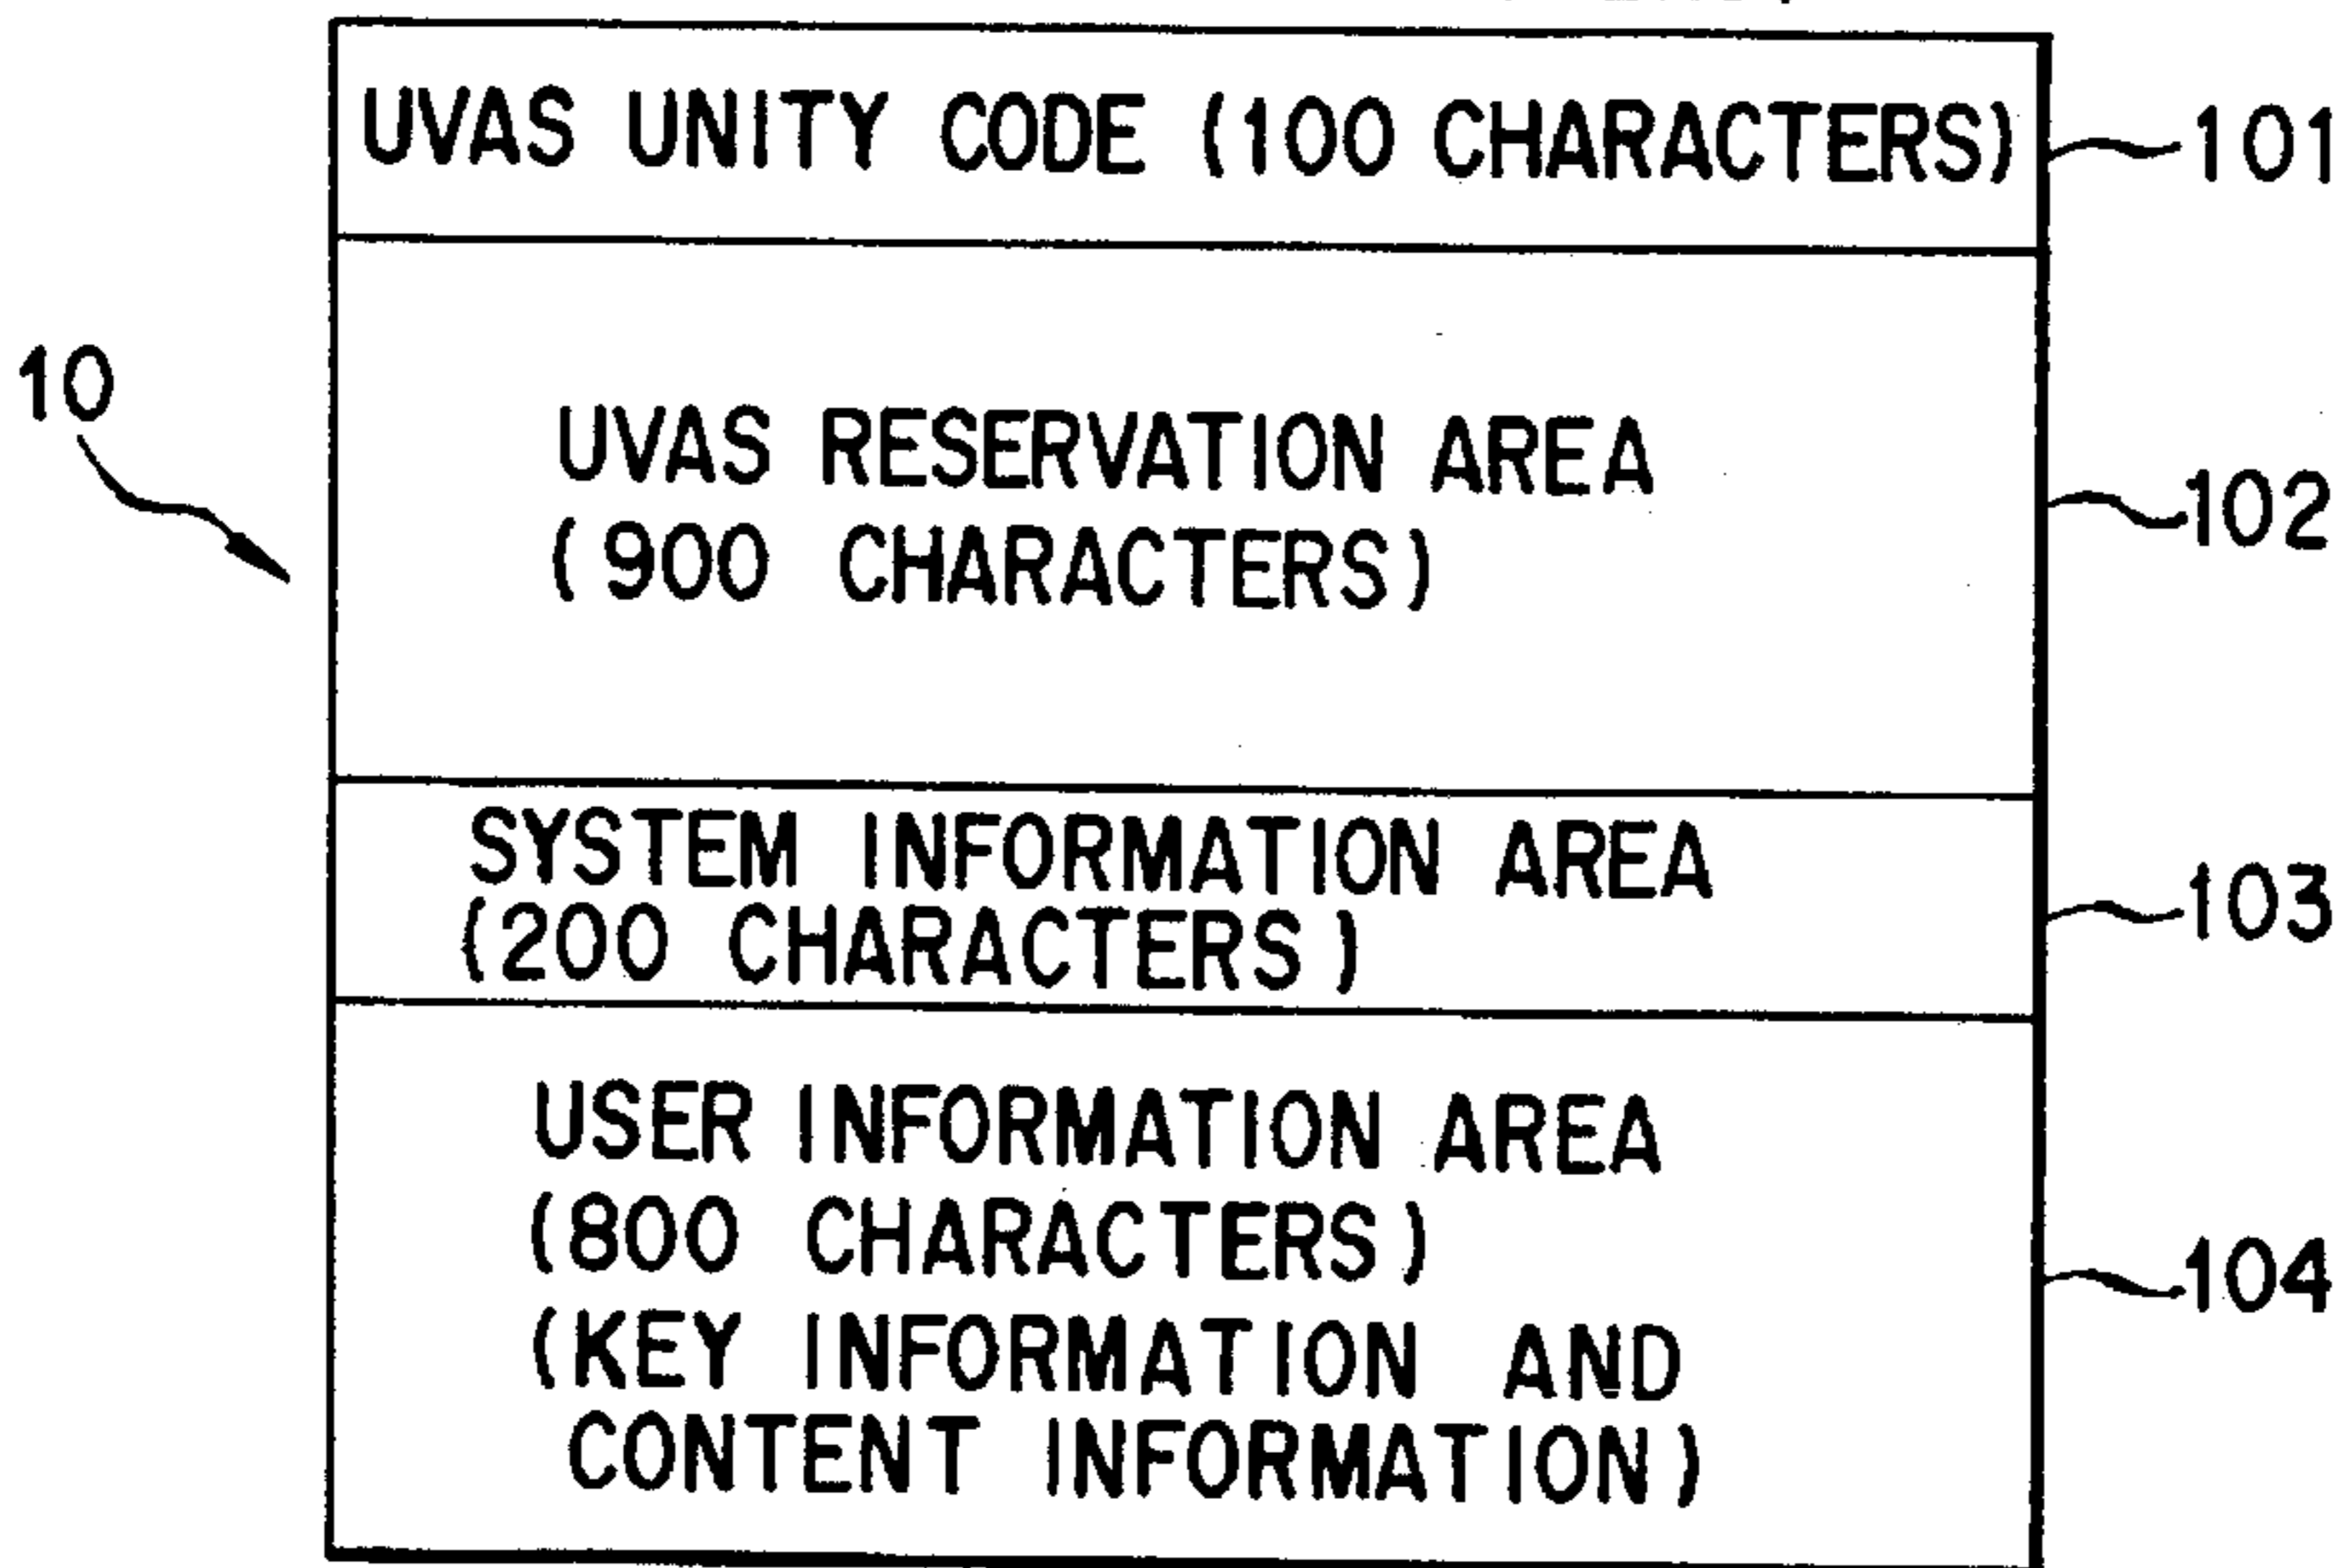 UVAS UNITY CODE (100 CHARACTERS)
101
10
UVAS RESERVATION AREA
(900 CHARACTERS)
102
SYSTEM INFORMATION AREA
(200 CHARACTERS)
103
USER INFORMATION AREA
(800 CHARACTERS)
(KEY INFORMATION AND
CONTENT INFORMATION)
104